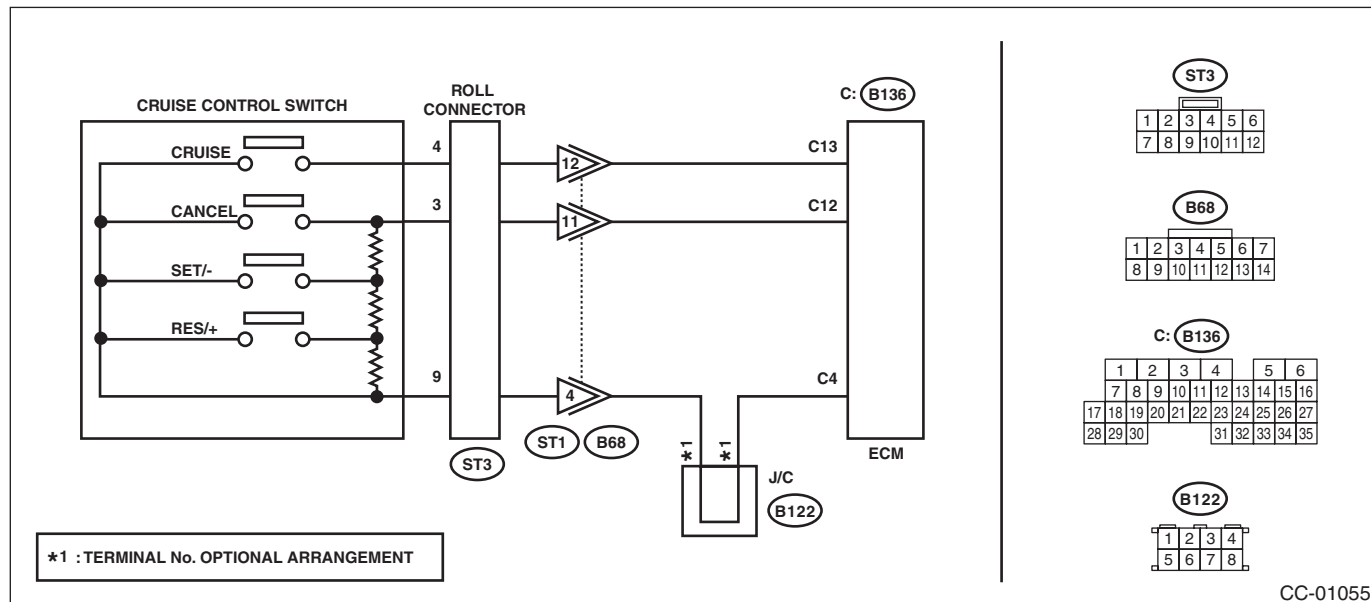 CRUISE CONTROL SWITCH
ROLL
CONNECTOR
C: B136
CRUISE
4
12
C13
CANCEL
3
11
C12
SET/-
RES/+
9
4
C4
ST1
B68
ECM
ST3
*1
*1
J/C
B122
*1 : TERMINAL No. OPTIONAL ARRANGEMENT
ST3
1 2 3 4 5 6
7 8 9 10 11 12
B68
1 2 3 4 5 6 7
8 9 10 11 12 13 14
C: B136
1 2 3 4 5 6
7 8 9 10 11 12 13 14 15 16
17 18 19 20 21 22 23 24 25 26 27
28 29 30 31 32 33 34 35
B122
1 2 3 4
5 6 7 8
CC-01055